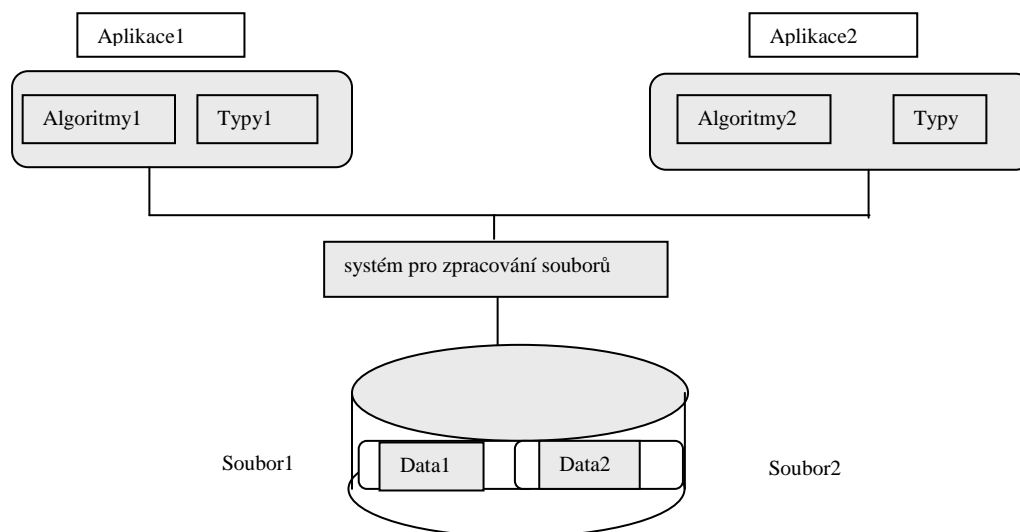 Aplikace1
Aplikace2
Algoritmy1
Typy1
Algoritmy2
Typy
systém pro zpracování souborů
Soubor1
Data1
Data2
Soubor2